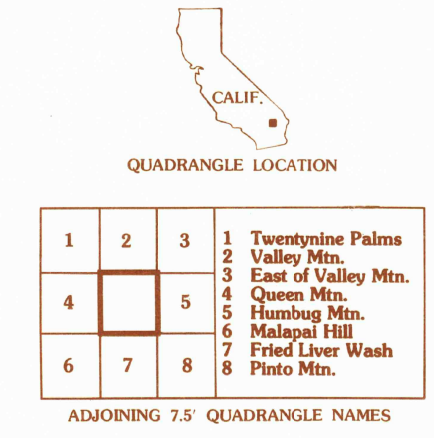 CALIF.
QUADRANGLE LOCATION
1 2 3
4 5
6 7 8
1 Twentynine Palms
2 Valley Mtn.
3 East of Valley Mtn.
4 Queen Mtn.
5 Humbug Mtn.
6 Malapai Hill
7 Fried Liver Wash
8 Pinto Mtn.
ADJOINING 7.5' QUADRANGLE NAMES